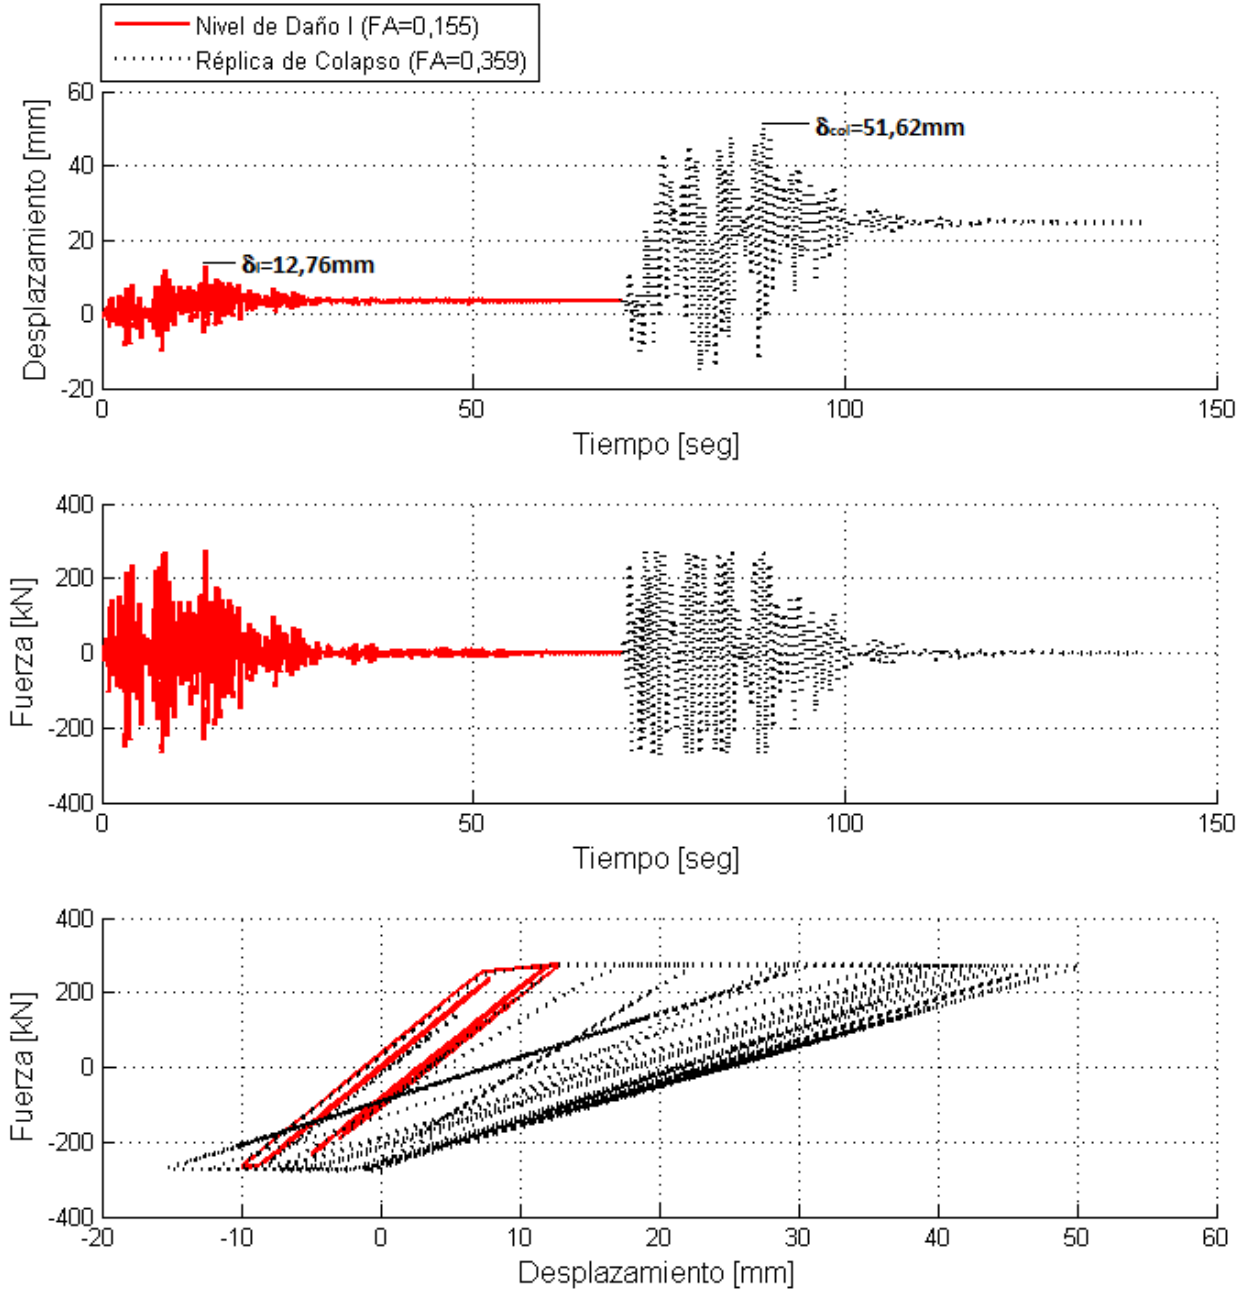 Nivel de Daño I (FA=0,155)
Réplica de Colapso (FA=0,359)
60
40
20
0
-20
Desplazamiento [mm]
δcol=51,62mm
δI=12,76mm
0 50 100 150
Tiempo [seg]
400
200
0
-200
-400
Fuerza [kN]
0 50 100 150
Tiempo [seg]
400
200
0
-200
-400
Fuerza [kN]
-20 -10 0 10 20 30 40 50 60
Desplazamiento [mm]